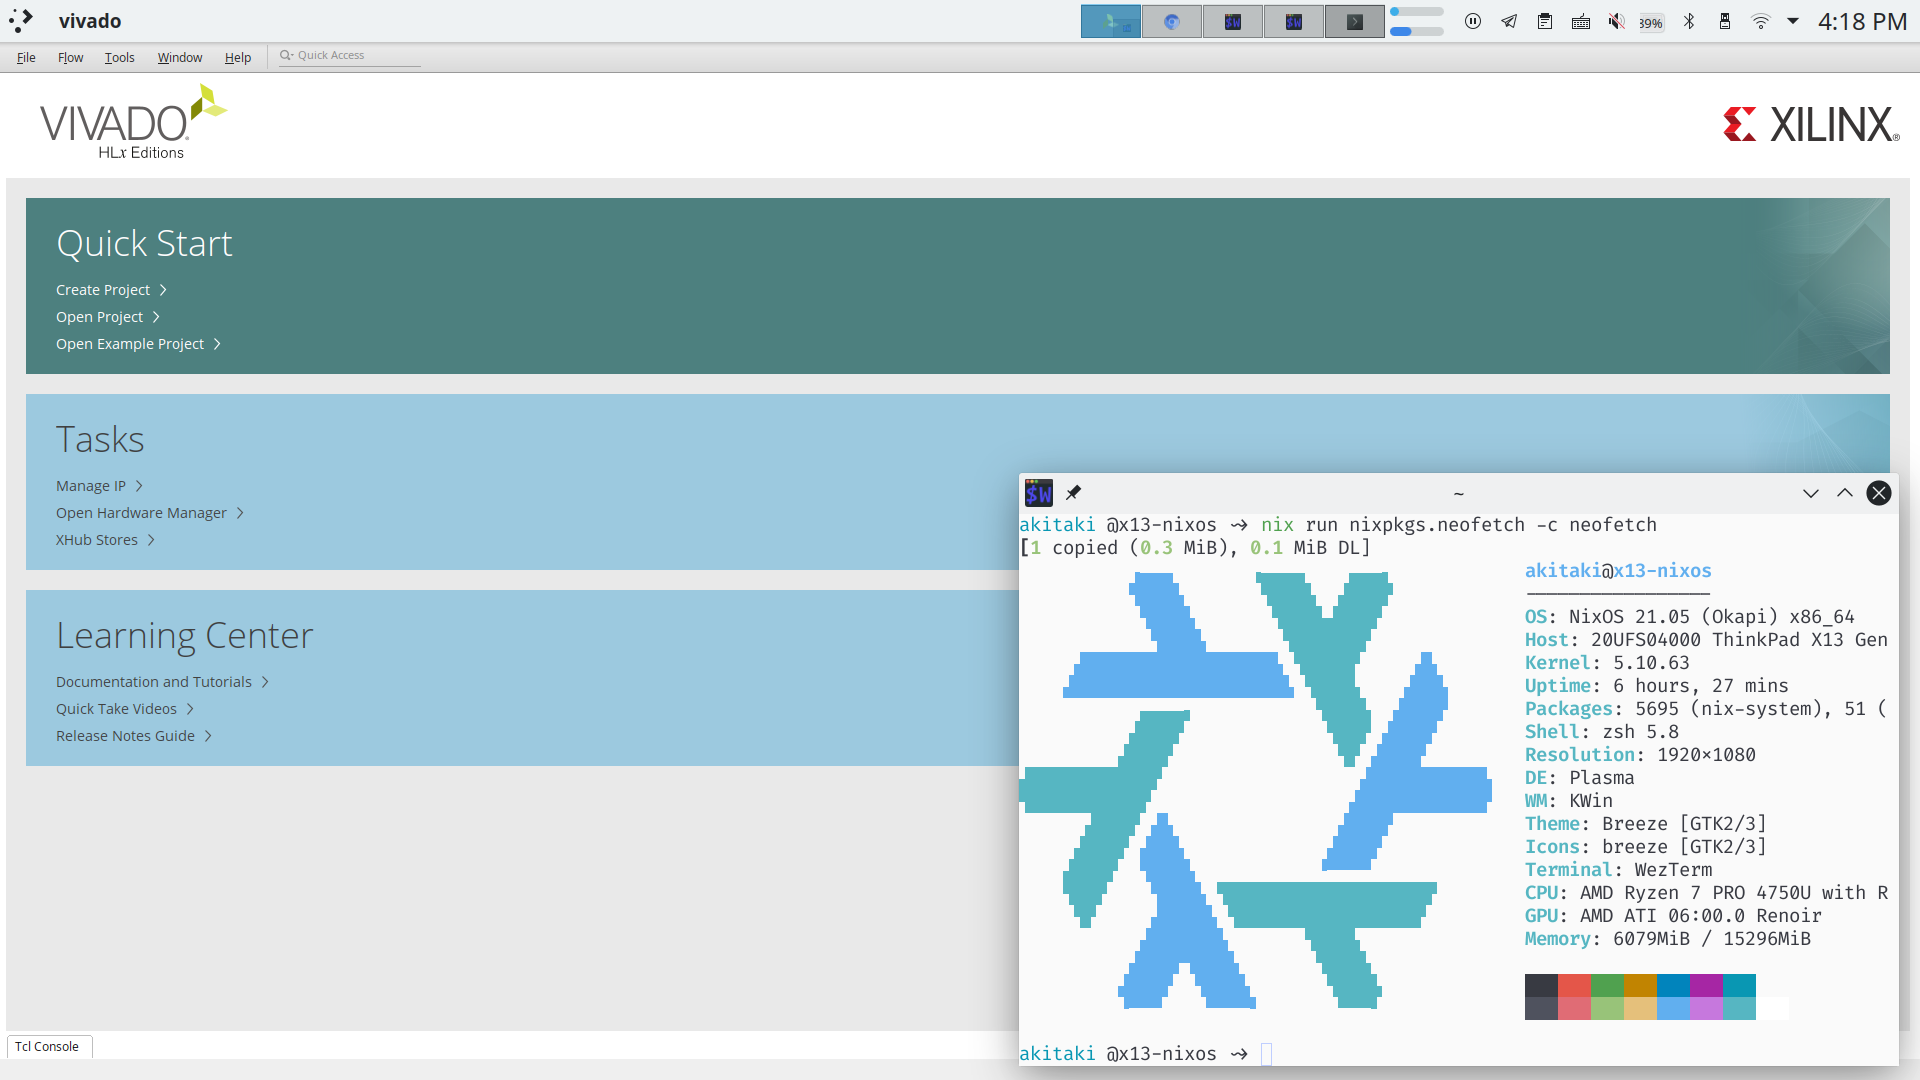 vivado
39%
4:18 PM
File Flow Tools Window Help Quick Access
VIVADO
HLx Editions
XILINX®
Quick Start
Create Project
Open Project
Open Example Project
Tasks
Manage IP
Open Hardware Manager
XHub Stores
Learning Center
Documentation and Tutorials
Quick Take Videos
Release Notes Guide
Tcl Console
$W
~
akitaki @x13-nixos ⤳ nix run nixpkgs.neofetch -c neofetch
[1 copied (0.3 MiB), 0.1 MiB DL]
akitaki@x13-nixos
-----------------
OS: NixOS 21.05 (Okapi) x86_64
Host: 20UFS04000 ThinkPad X13 Gen
Kernel: 5.10.63
Uptime: 6 hours, 27 mins
Packages: 5695 (nix-system), 51 (
Shell: zsh 5.8
Resolution: 1920×1080
DE: Plasma
WM: KWin
Theme: Breeze [GTK2/3]
Icons: breeze [GTK2/3]
Terminal: WezTerm
CPU: AMD Ryzen 7 PRO 4750U with R
GPU: AMD ATI 06:00.0 Renoir
Memory: 6079MiB / 15296MiB
akitaki @x13-nixos ⤳